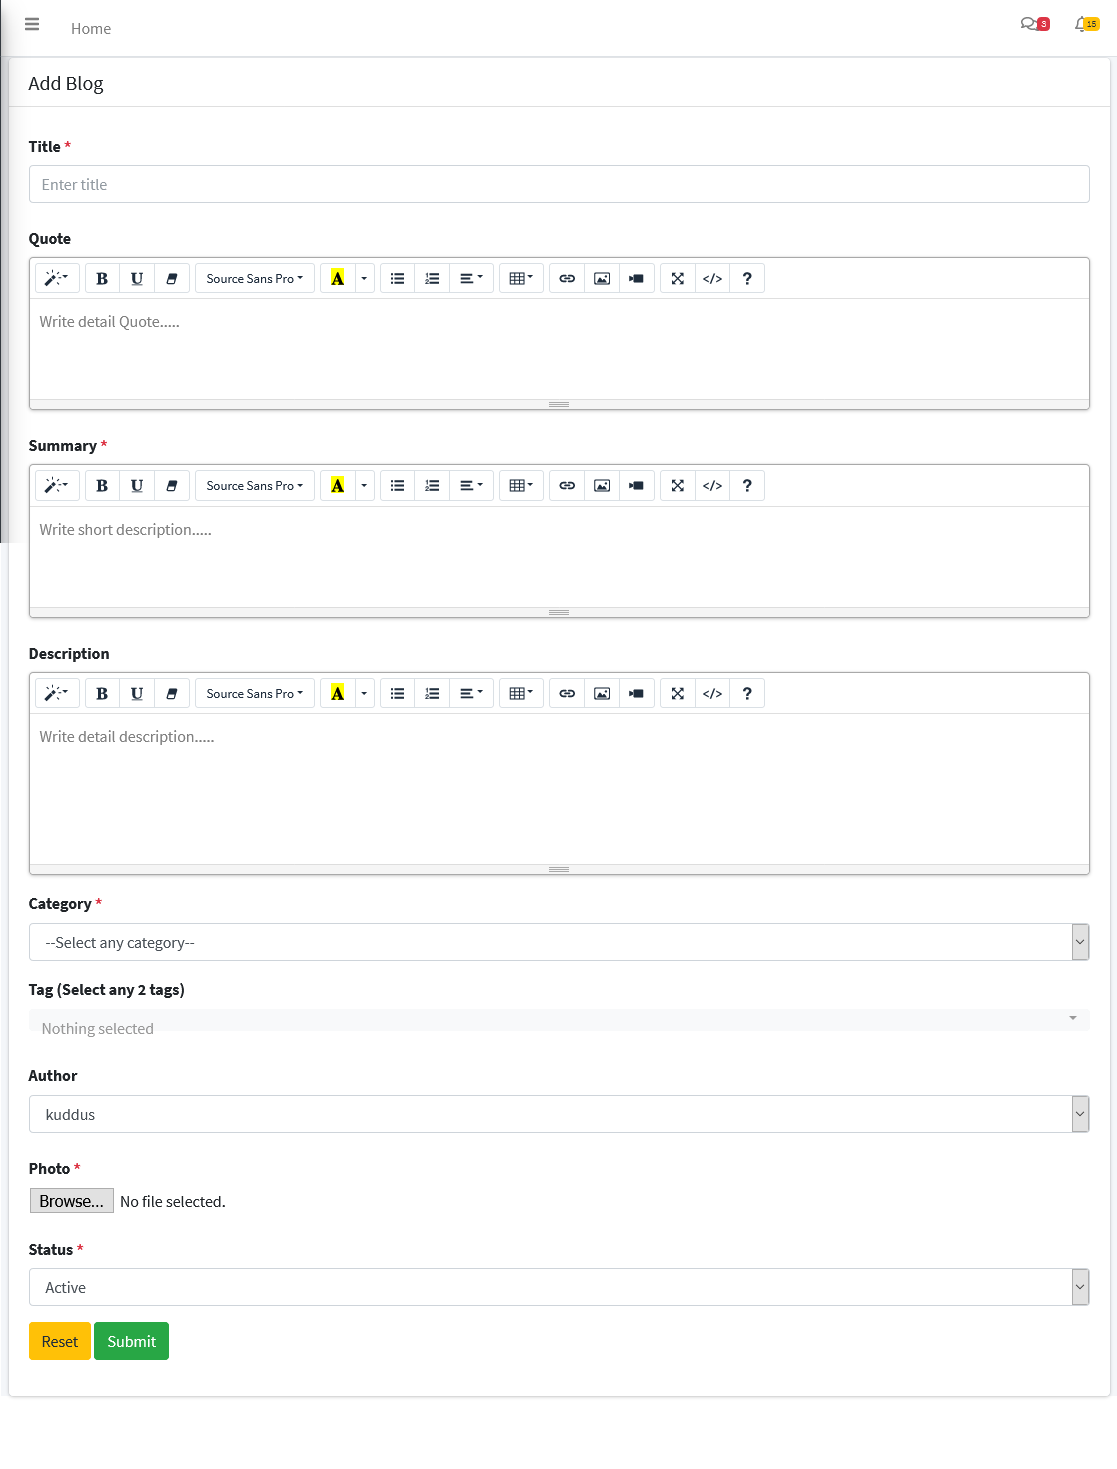 Home
3
15
Add Blog
Title *
Enter title
Quote
B U Source Sans Pro A </> ?
Write detail Quote.....
Summary *
B U Source Sans Pro A </> ?
Write short description.....
Description
B U Source Sans Pro A </> ?
Write detail description.....
Category *
--Select any category--
Tag (Select any 2 tags)
Nothing selected
Author
kuddus
Photo *
Browse... No file selected.
Status *
Active
Reset Submit